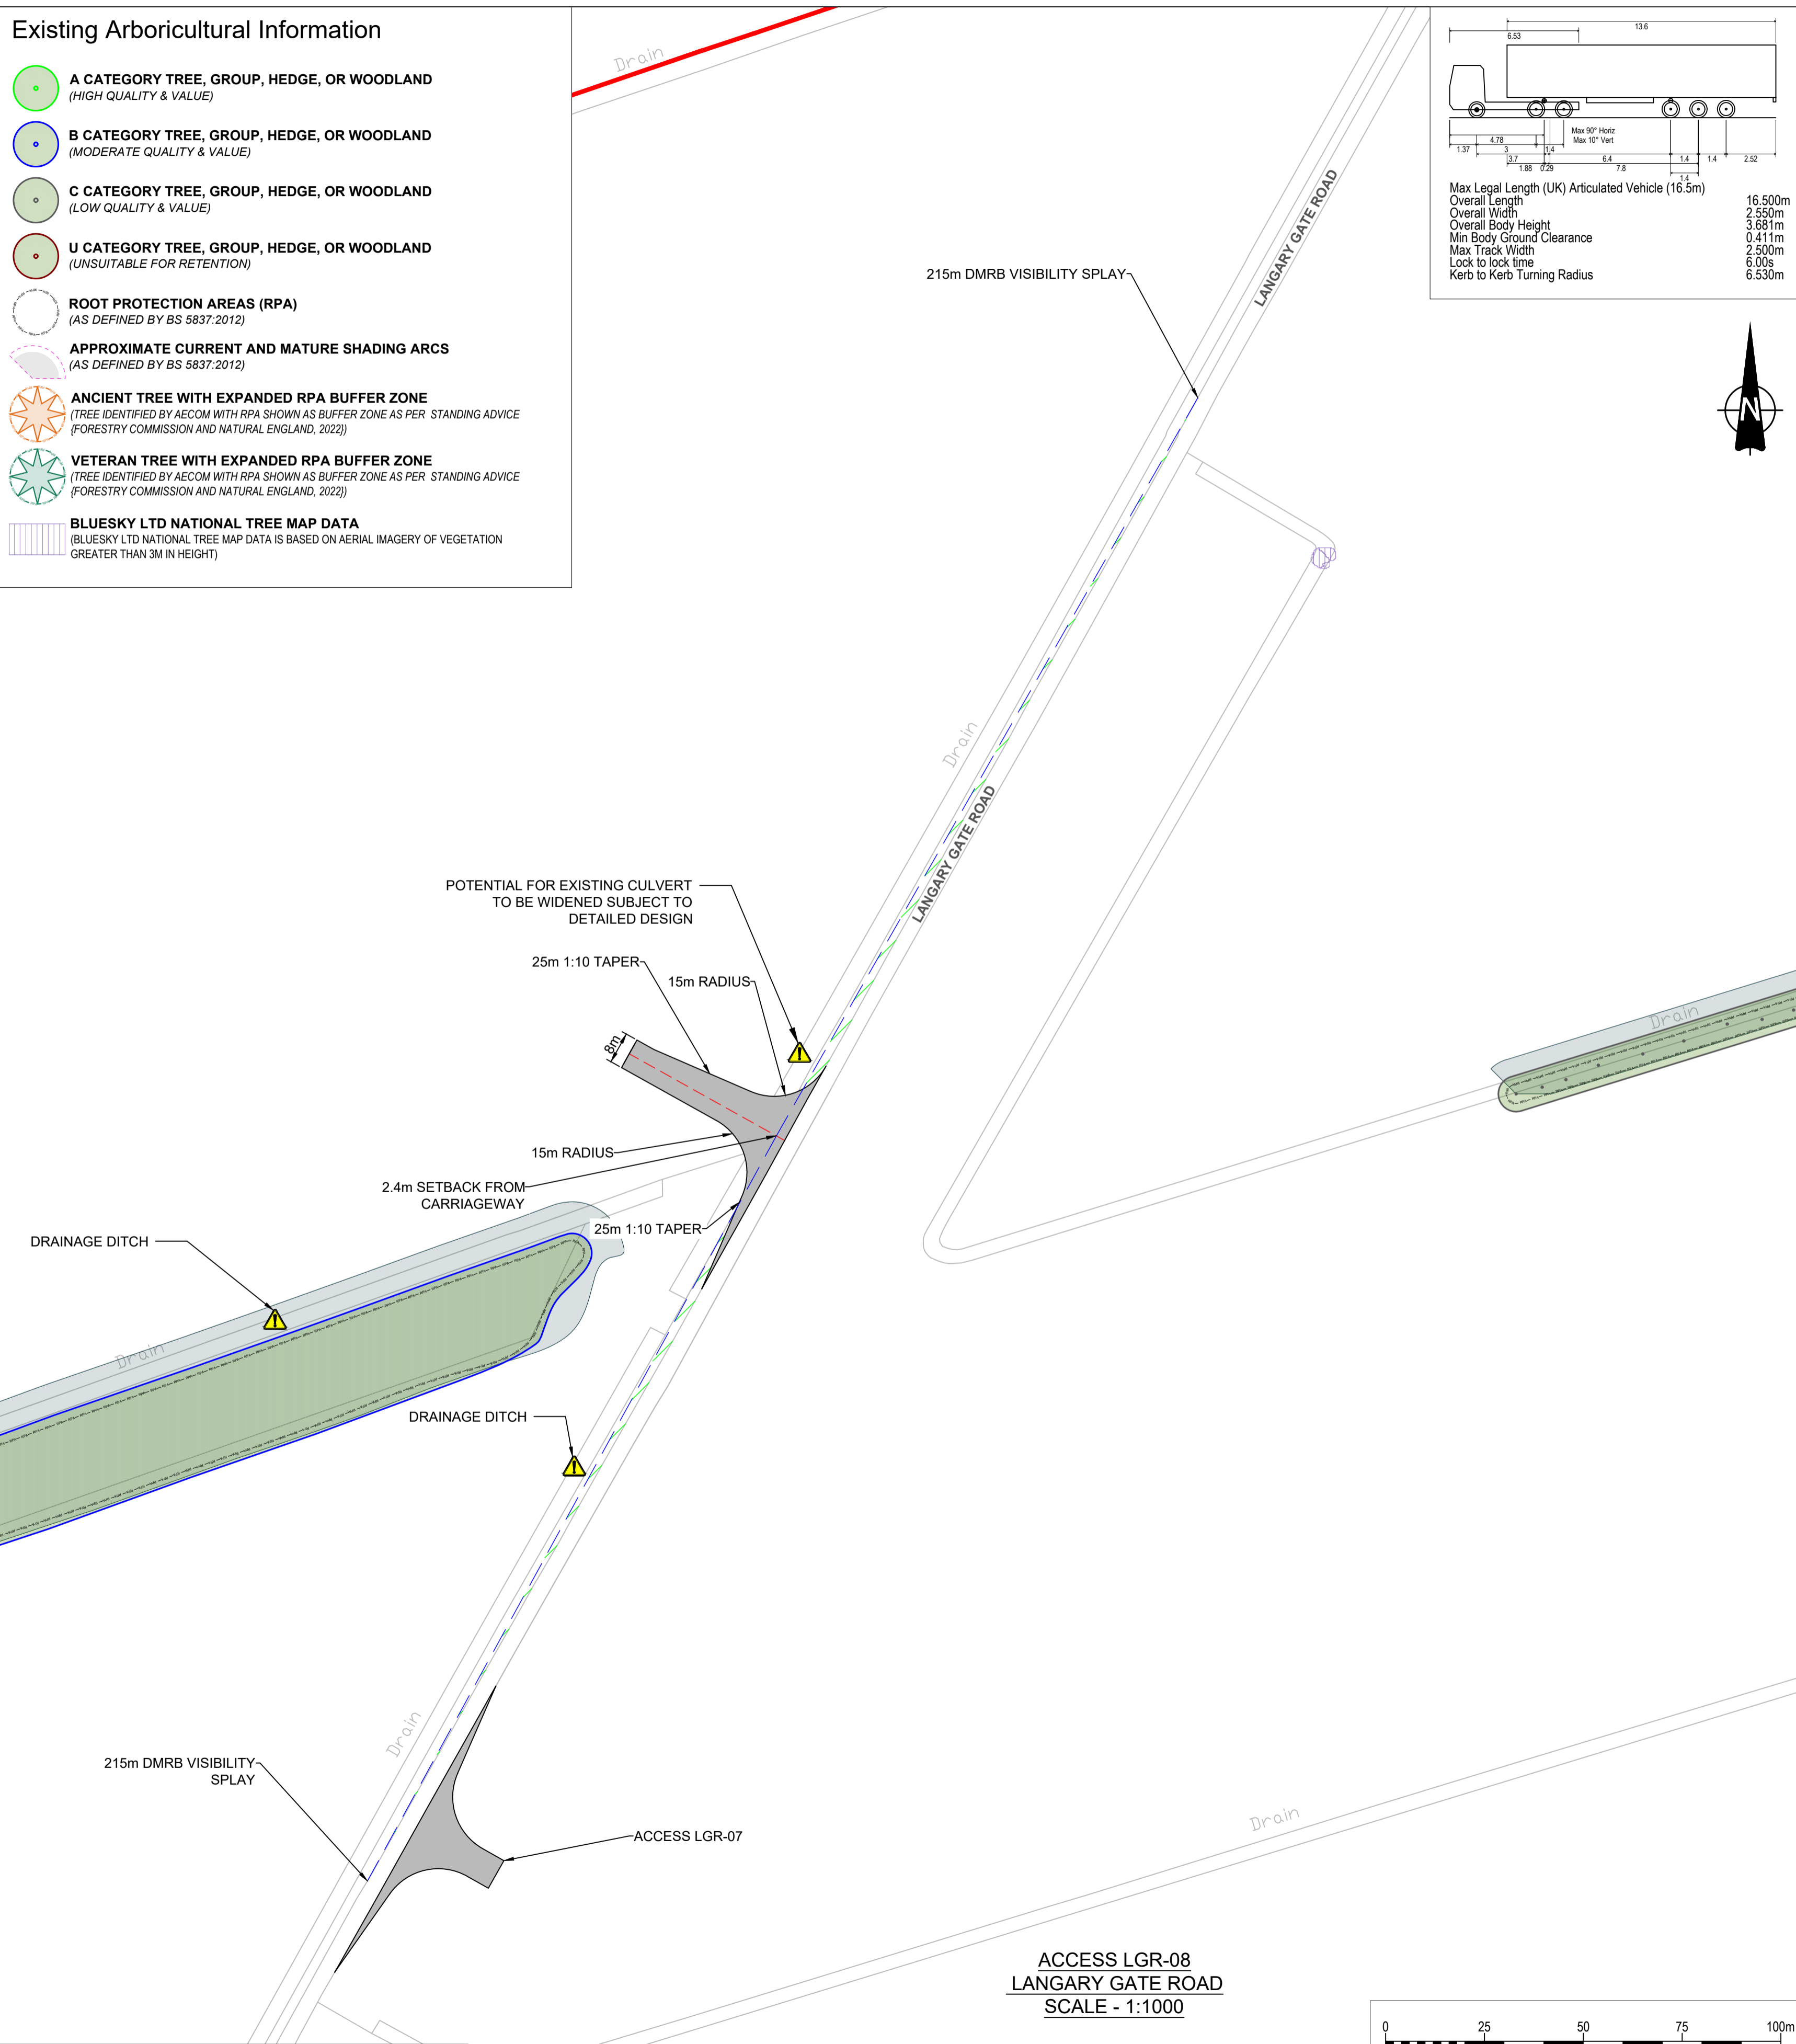 Existing Arboricultural Information
A CATEGORY TREE, GROUP, HEDGE, OR WOODLAND
(HIGH QUALITY & VALUE)
B CATEGORY TREE, GROUP, HEDGE, OR WOODLAND
(MODERATE QUALITY & VALUE)
C CATEGORY TREE, GROUP, HEDGE, OR WOODLAND
(LOW QUALITY & VALUE)
U CATEGORY TREE, GROUP, HEDGE, OR WOODLAND
(UNSUITABLE FOR RETENTION)
ROOT PROTECTION AREAS (RPA)
(AS DEFINED BY BS 5837:2012)
APPROXIMATE CURRENT AND MATURE SHADING ARCS
(AS DEFINED BY BS 5837:2012)
ANCIENT TREE WITH EXPANDED RPA BUFFER ZONE
(TREE IDENTIFIED BY AECOM WITH RPA SHOWN AS BUFFER ZONE AS PER STANDING ADVICE
{FORESTRY COMMISSION AND NATURAL ENGLAND, 2022})
VETERAN TREE WITH EXPANDED RPA BUFFER ZONE
(TREE IDENTIFIED BY AECOM WITH RPA SHOWN AS BUFFER ZONE AS PER STANDING ADVICE
{FORESTRY COMMISSION AND NATURAL ENGLAND, 2022})
BLUESKY LTD NATIONAL TREE MAP DATA
(BLUESKY LTD NATIONAL TREE MAP DATA IS BASED ON AERIAL IMAGERY OF VEGETATION
GREATER THAN 3M IN HEIGHT)
Drain
13.6
6.53
Max 90° Horiz
Max 10° Vert
4.78
1.37
3
1.4
3.7
6.4
1.4
1.4
2.52
1.88
0.29
7.8
1.4
Max Legal Length (UK) Articulated Vehicle (16.5m)
Overall Length 16.500m
Overall Width 2.550m
Overall Body Height 3.681m
Min Body Ground Clearance 0.411m
Max Track Width 2.500m
Lock to lock time 6.00s
Kerb to Kerb Turning Radius 6.530m
N
LANGARY GATE ROAD
215m DMRB VISIBILITY SPLAY
Drain
LANGARY GATE ROAD
POTENTIAL FOR EXISTING CULVERT
TO BE WIDENED SUBJECT TO
DETAILED DESIGN
25m 1:10 TAPER
15m RADIUS
8m
Drain
15m RADIUS
2.4m SETBACK FROM
CARRIAGEWAY
25m 1:10 TAPER
DRAINAGE DITCH
Drain
DRAINAGE DITCH
Drain
215m DMRB VISIBILITY
SPLAY
ACCESS LGR-07
Drain
ACCESS LGR-08
LANGARY GATE ROAD
SCALE - 1:1000
0 25 50 75 100m